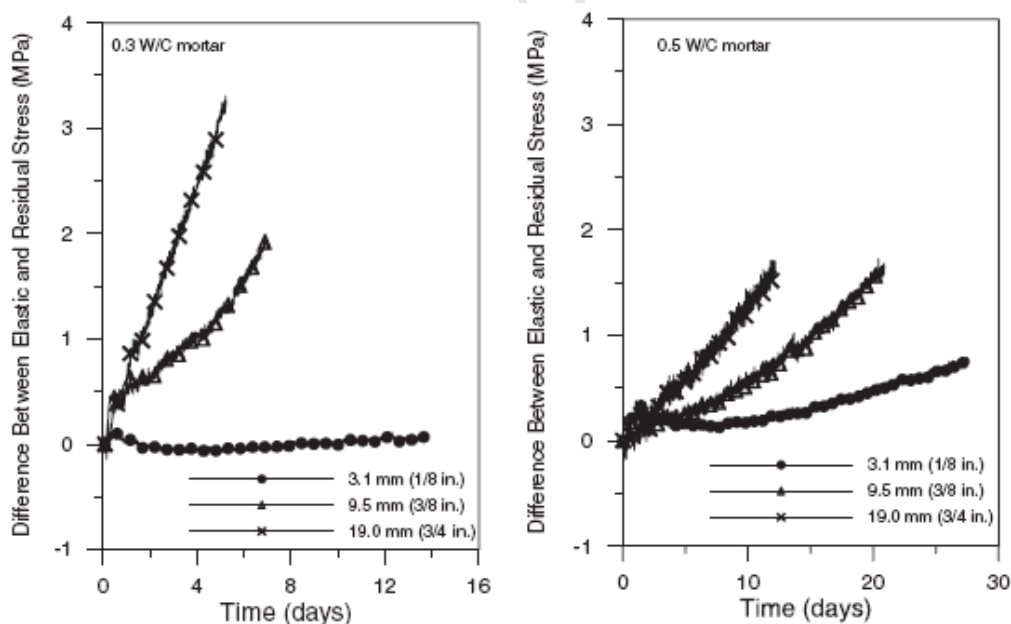 Difference Between Elastic and Residual Stress (MPa)
4
3
2
1
0
-1
0.3 W/C mortar
3.1 mm (1/8 in.)
9.5 mm (3/8 in.)
19.0 mm (3/4 in.)
0 4 8 12 16
Time (days)
Difference Between Elastic and Residual Stress (MPa)
4
3
2
1
0
-1
0.5 W/C mortar
3.1 mm (1/8 in.)
9.5 mm (3/8 in.)
19.0 mm (3/4 in.)
0 10 20 30
Time (days)